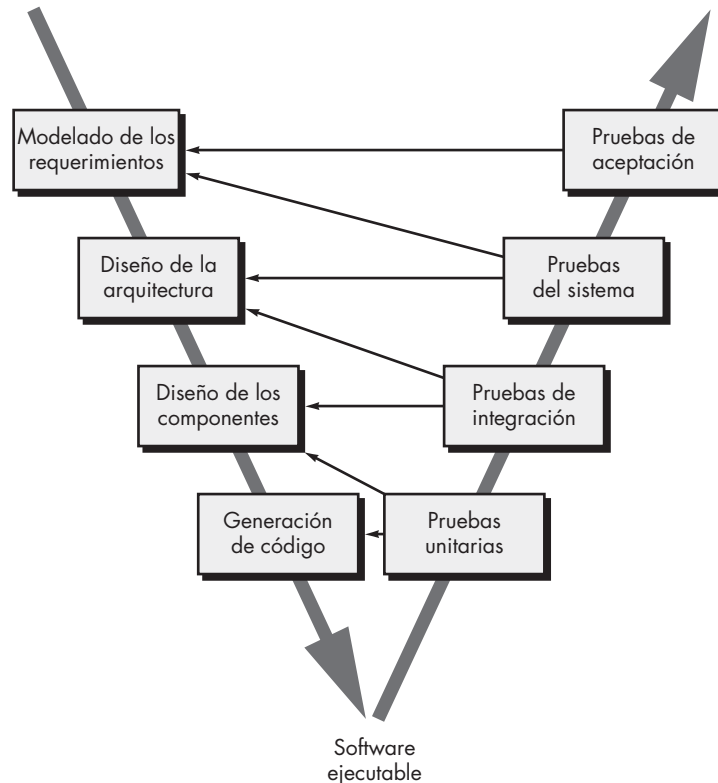 Modelado de los
requerimientos
Pruebas de
aceptación
Diseño de la
arquitectura
Pruebas
del sistema
Diseño de los
componentes
Pruebas de
integración
Generación
de código
Pruebas
unitarias
Software
ejecutable